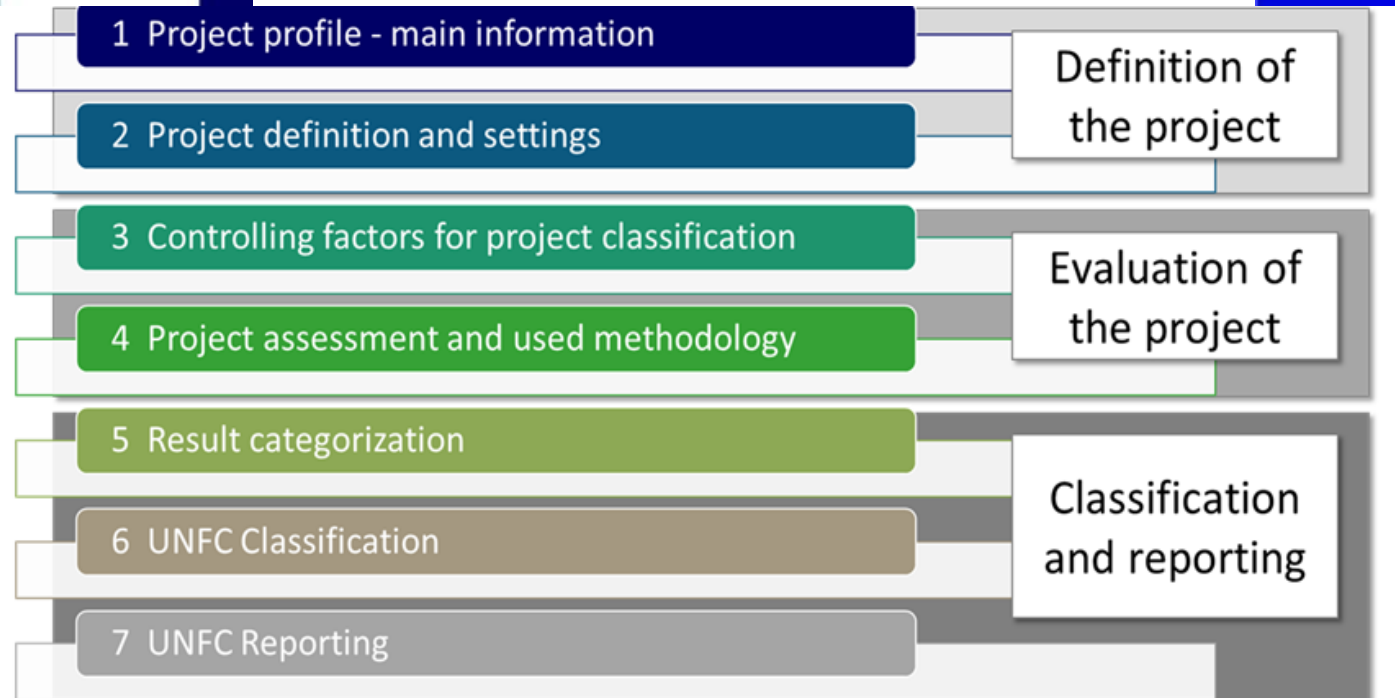 1 Project profile - main information
2 Project definition and settings
Definition of
the project
3 Controlling factors for project classification
4 Project assessment and used methodology
Evaluation of
the project
5 Result categorization
6 UNFC Classification
7 UNFC Reporting
Classification
and reporting